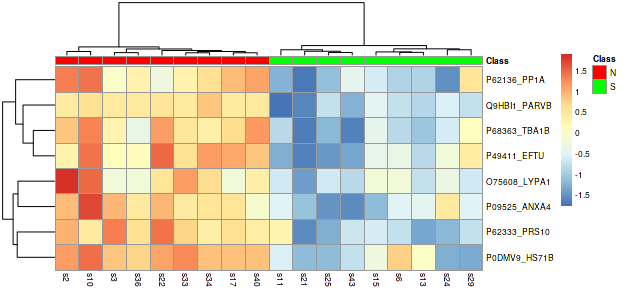 Class
Class
N
S
1.5
1
0.5
0
-0.5
-1
-1.5
P62136_PP1A
Q9HBI1_PARVB
P68363_TBA1B
P49411_EFTU
O75608_LYPA1
P09525_ANXA4
P62333_PRS10
P0DMV9_HS71B
s2 s10 s3 s36 s22 s33 s34 s17 s40 s11 s21 s25 s43 s15 s6 s13 s24 s29